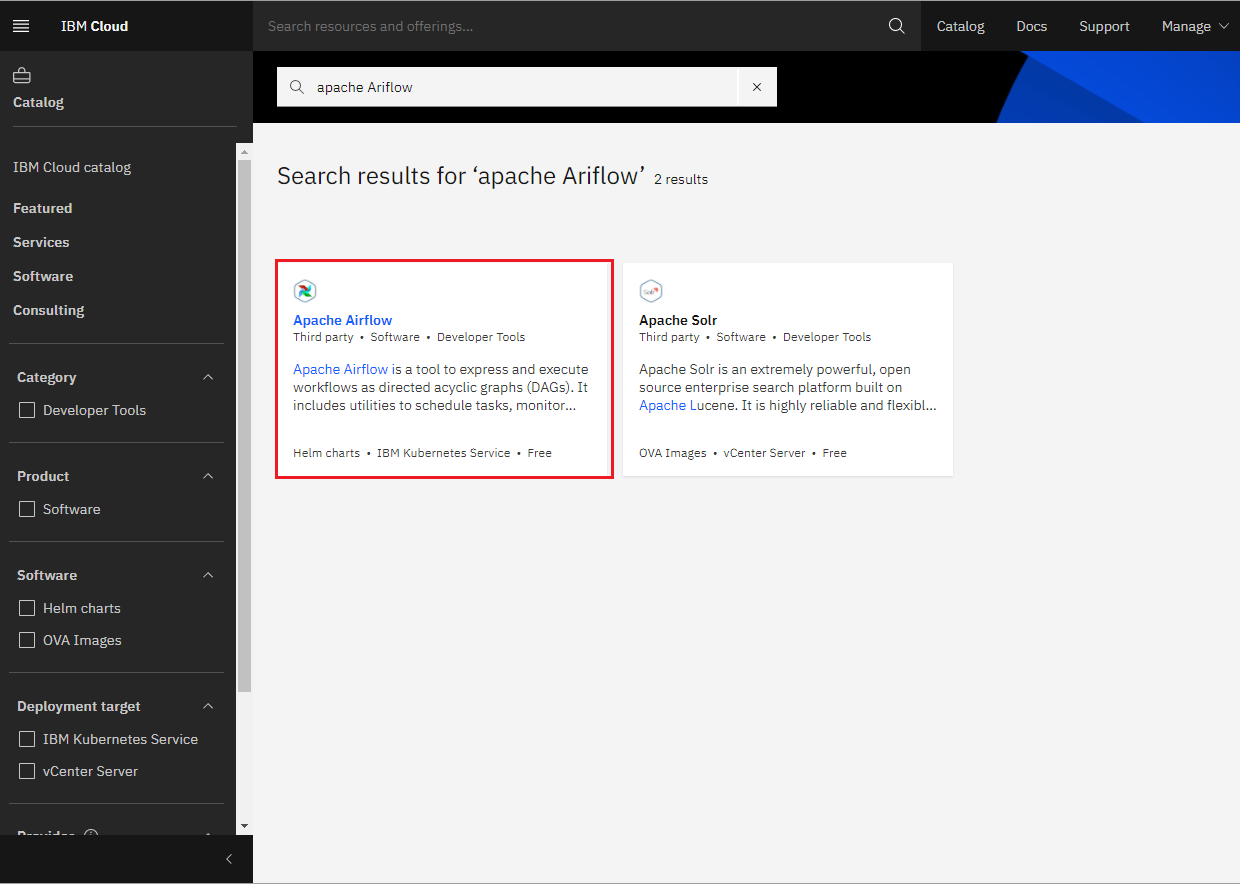 IBM Cloud
Search resources and offerings...
Catalog
Docs
Support
Manage
Catalog
IBM Cloud catalog
Featured
Services
Software
Consulting
Category
Developer Tools
Product
Software
Software
Helm charts
OVA Images
Deployment target
IBM Kubernetes Service
vCenter Server
apache Ariflow
Search results for ‘apache Ariflow’ 2 results
Apache Airflow
Third party • Software • Developer Tools
Apache Airflow is a tool to express and execute
workflows as directed acyclic graphs (DAGs). It
includes utilities to schedule tasks, monitor...
Helm charts • IBM Kubernetes Service • Free
Apache Solr
Third party • Software • Developer Tools
Apache Solr is an extremely powerful, open
source enterprise search platform built on
Apache Lucene. It is highly reliable and flexibl...
OVA Images • vCenter Server • Free